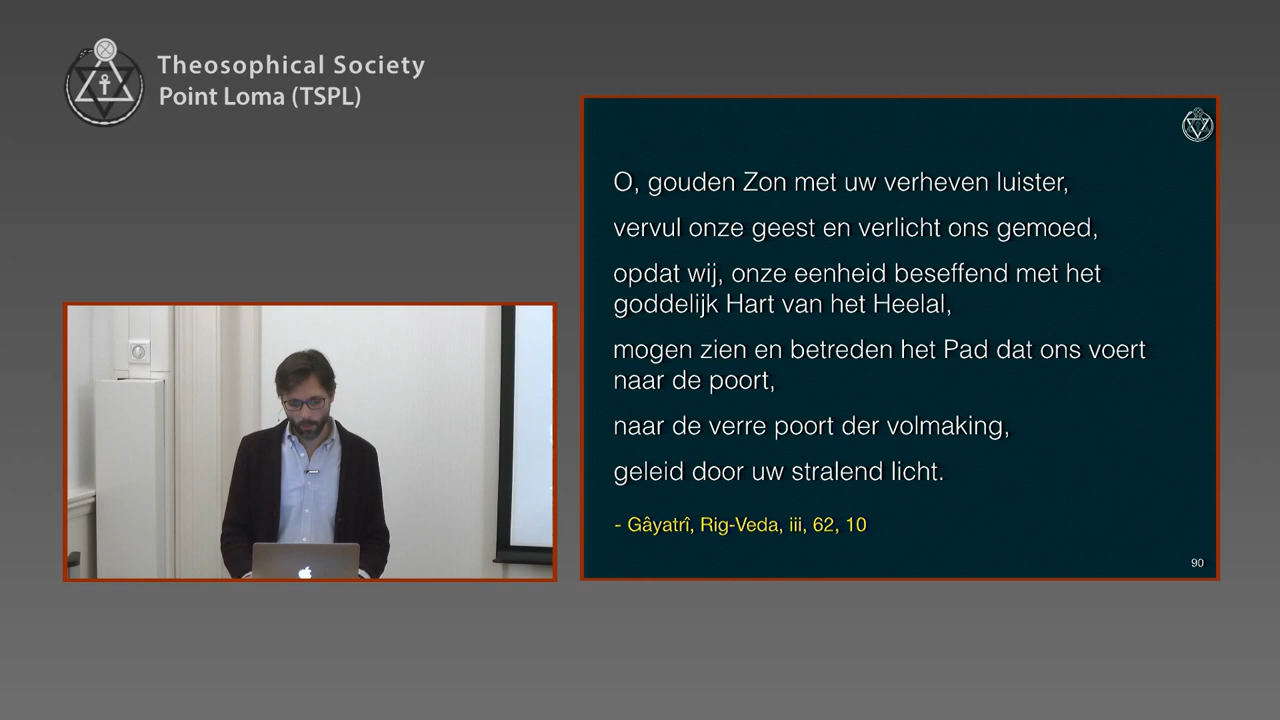 Theosophical Society
Point Loma (TSPL)
O, gouden Zon met uw verheven luister,
vervul onze geest en verlicht ons gemoed,
opdat wij, onze eenheid beseffend met het
goddelijk Hart van het Heelal,
mogen zien en betreden het Pad dat ons voert
naar de poort,
naar de verre poort der volmaking,
geleid door uw stralend licht.
- Gâyatrî, Rig-Veda, iii, 62, 10
90